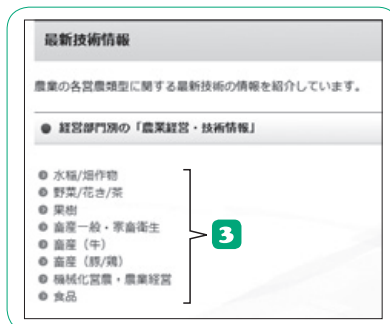 最新技術情報
農業の各営農類型に関する最新技術の情報を紹介しています。
● 経営部門別の「農業経営・技術情報」
水稲/畑作物
野菜/花き/茶
果樹
畜産一般・家畜衛生
畜産（牛）
畜産（豚/鶏）
機械化営農・農業経営
食品
3